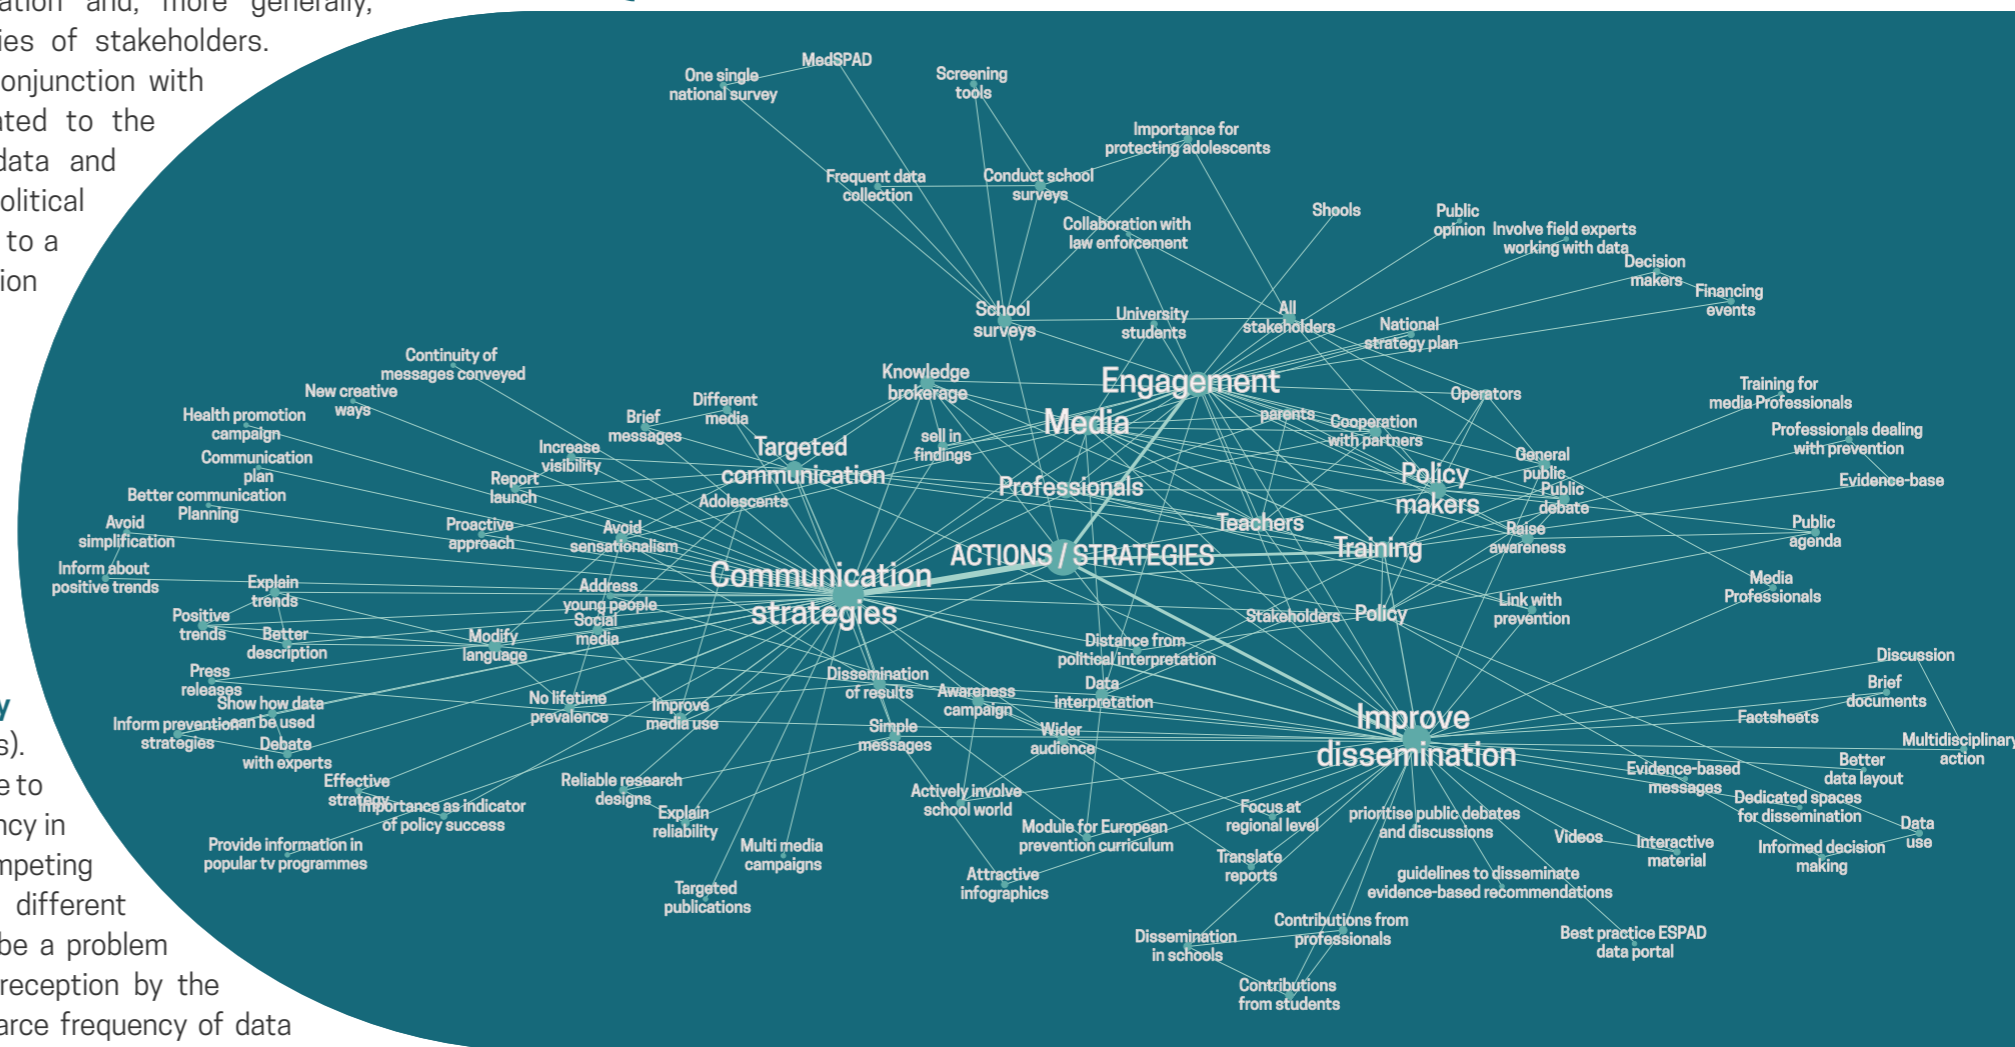 ation and, more generally,
ies of stakeholders.
onjunction with
ated to the
data and
olitical
to a
ion
y
s).
e to
ncy in
mpeting
different
be a problem
reception by the
arce frequency of data
MedSPAD
One single
national survey
Screening
tools
Importance for
protecting adolescents
Frequent data
collection
Conduct school
surveys
Collaboration with
law enforcement
Shools
Public
opinion
Involve field experts
working with data
Decision
makers
Financing
events
School
surveys
University
students
All
stakeholders
National
strategy plan
Continuity of
messages conveyed
New creative
ways
Health promotion
campaign
Communication
plan
Better communication
Planning
Avoid
simplification
Inform about
positive trends
Different
media
Brief
messages
Increase
visibility
Report
launch
Proactive
approach
Avoid
sensationalism
Knowledge
brokerage
sell in
findings
Targeted
communication
Adolescents
Engagement
Media
Professionals
parents
Cooperation
with partners
Operators
Training for
media Professionals
Professionals dealing
with prevention
Evidence-base
General
public
Public
debate
Policy
makers
Teachers
Raise
awareness
Public
agenda
ACTIONS / STRATEGIES
Training
Communication
strategies
Media
Professionals
Link with
prevention
Stakeholders
Policy
Explain
trends
Positive
trends
Better
description
Address
young people
Social
media
Modify
language
Press
releases
Show how data
can be used
Inform prevention
strategies
Debate
with experts
No lifetime
prevalence
Improve
media use
Dissemination
of results
Awareness
campaign
Distance from
political interpretation
Data
interpretation
Simple
messages
Wider
audience
Improve
dissemination
Discussion
Brief
documents
Factsheets
Multidisciplinary
action
Better
data layout
Evidence-based
messages
Dedicated spaces
for dissemination
Data
use
Informed decision
making
Effective
strategy
Importance as indicator
of policy success
Provide information in
popular tv programmes
Reliable research
designs
Explain
reliability
Multi media
campaigns
Targeted
publications
Actively involve
school world
Module for European
prevention curriculum
Attractive
infographics
Focus at
regional level
Translate
reports
prioritise public debates
and discussions
Videos
Interactive
material
guidelines to disseminate
evidence-based recommendations
Best practice ESPAD
data portal
Contributions from
professionals
Dissemination
in schools
Contributions
from students